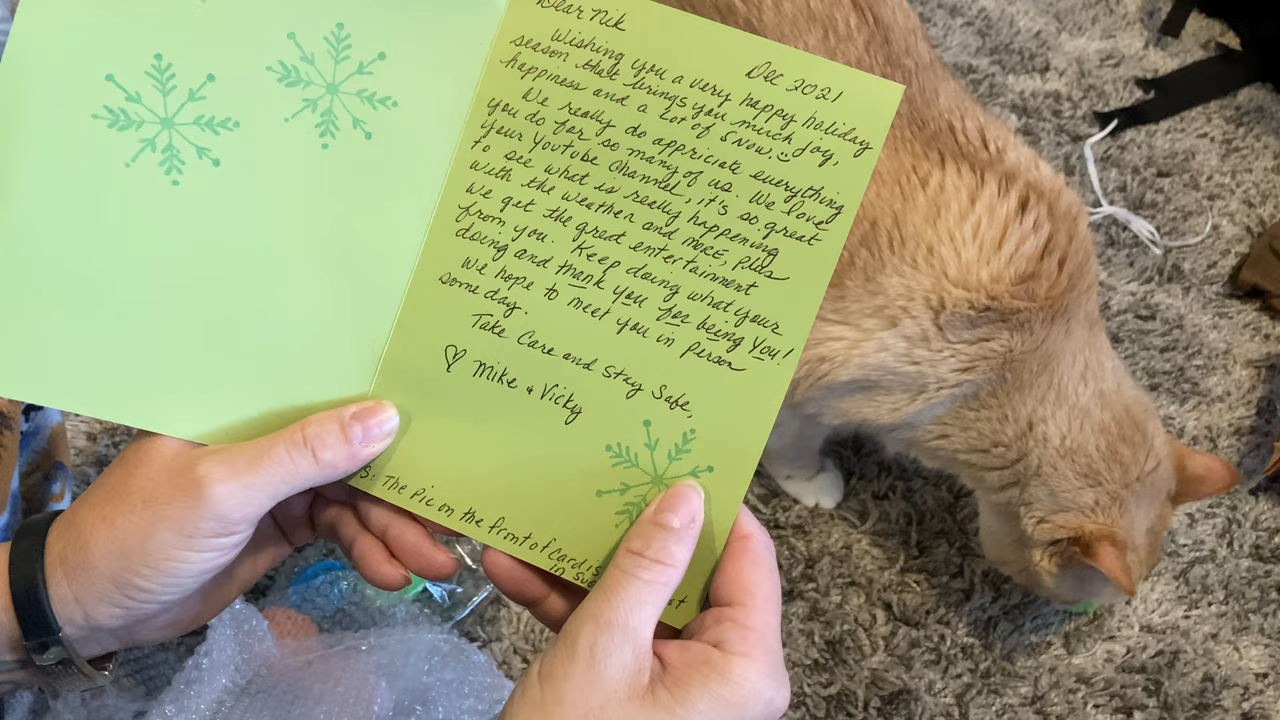 Dear Nik
Dec 2021
Wishing you a very happy holiday
season that brings you much joy,
happiness and a Lot of Snow.
We really do appriciate everything
you do for so many of us. We love
your Youtube Channel, it's so great
to see what is really happening
with the weather and MORE, plus
we get the great entertainment
from you. Keep doing what your
doing and thank you for being You!
We hope to meet you in person
some day.
Take Care and Stay Safe,
Mike & Vicky
S: The Pic on the front of Card is
in